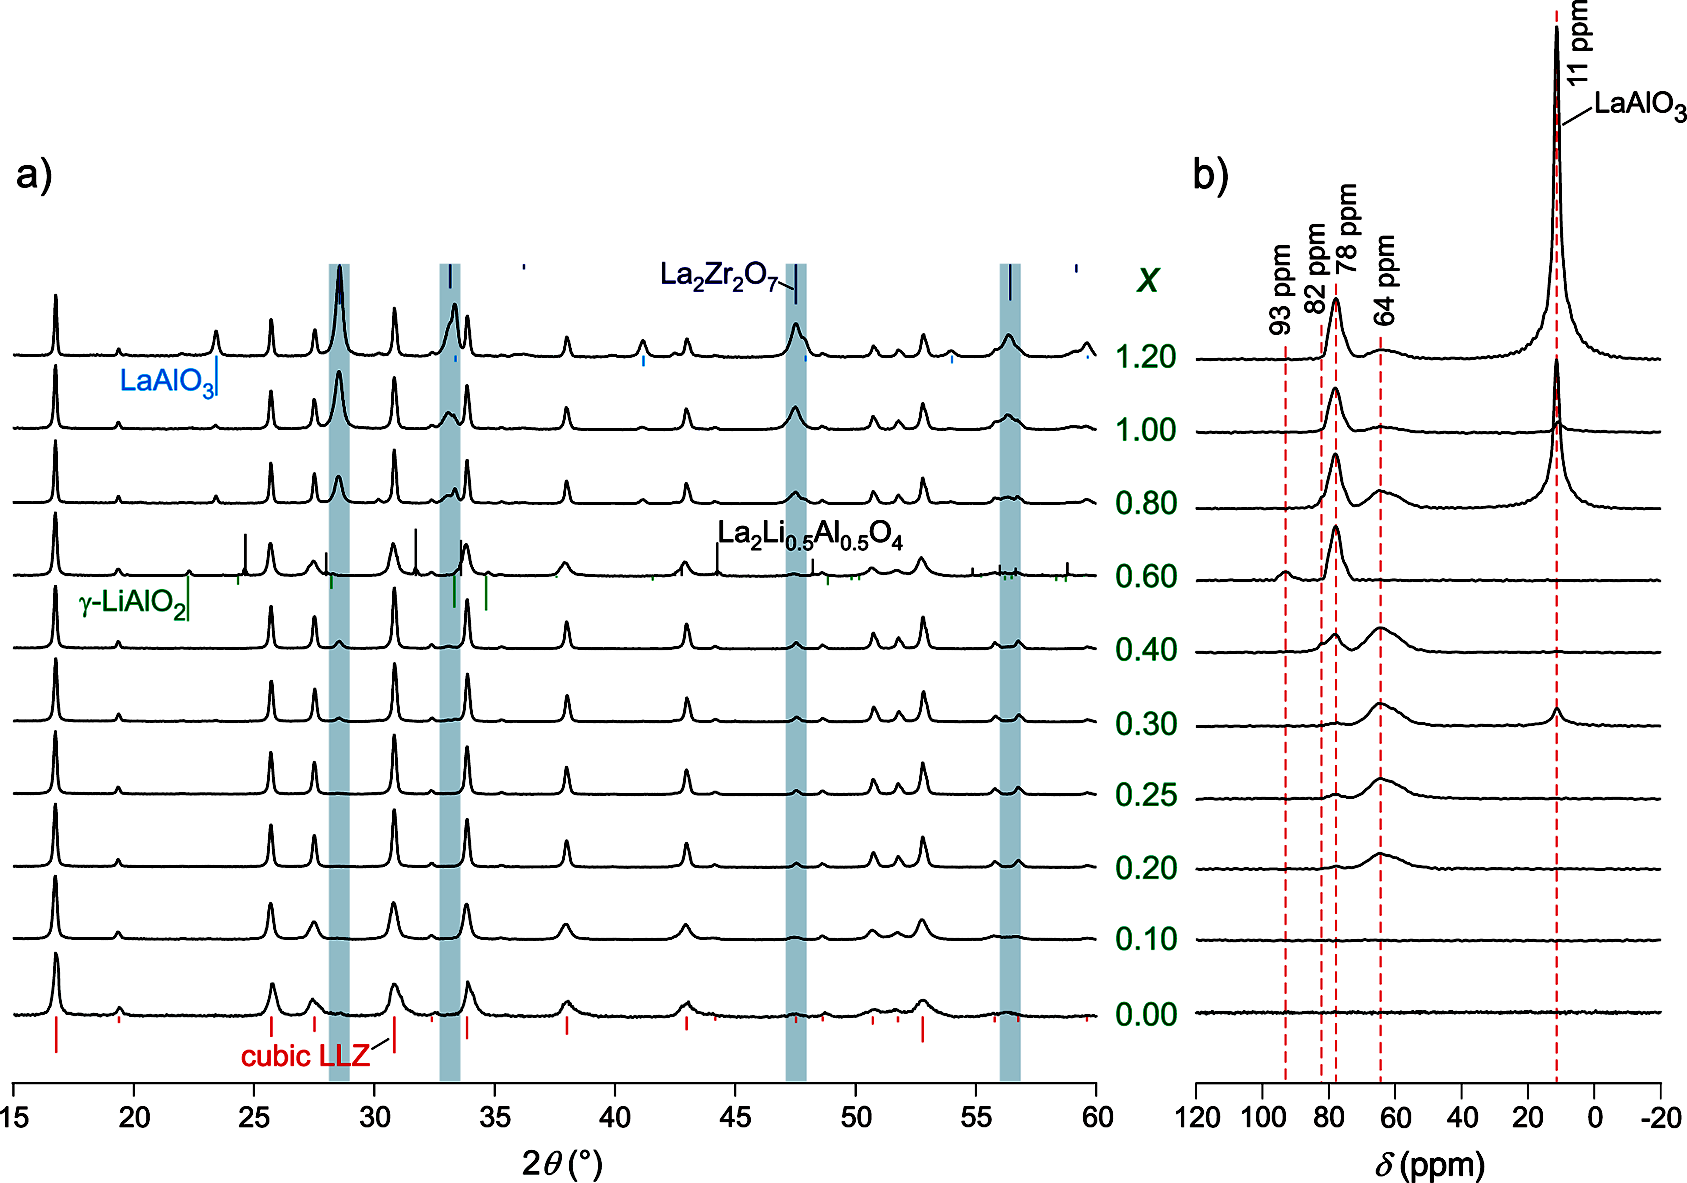 a)
b)
11 ppm
LaAlO3
93 ppm
82 ppm
78 ppm
64 ppm
La2Zr2O7
x
1.20
LaAlO3
1.00
0.80
La2Li0.5Al0.5O4
0.60
γ-LiAlO2
0.40
0.30
0.25
0.20
0.10
0.00
cubic LLZ
15 20 25 30 35 40 45 50 55 60
120 100 80 60 40 20 0 -20
2θ (°)
δ (ppm)